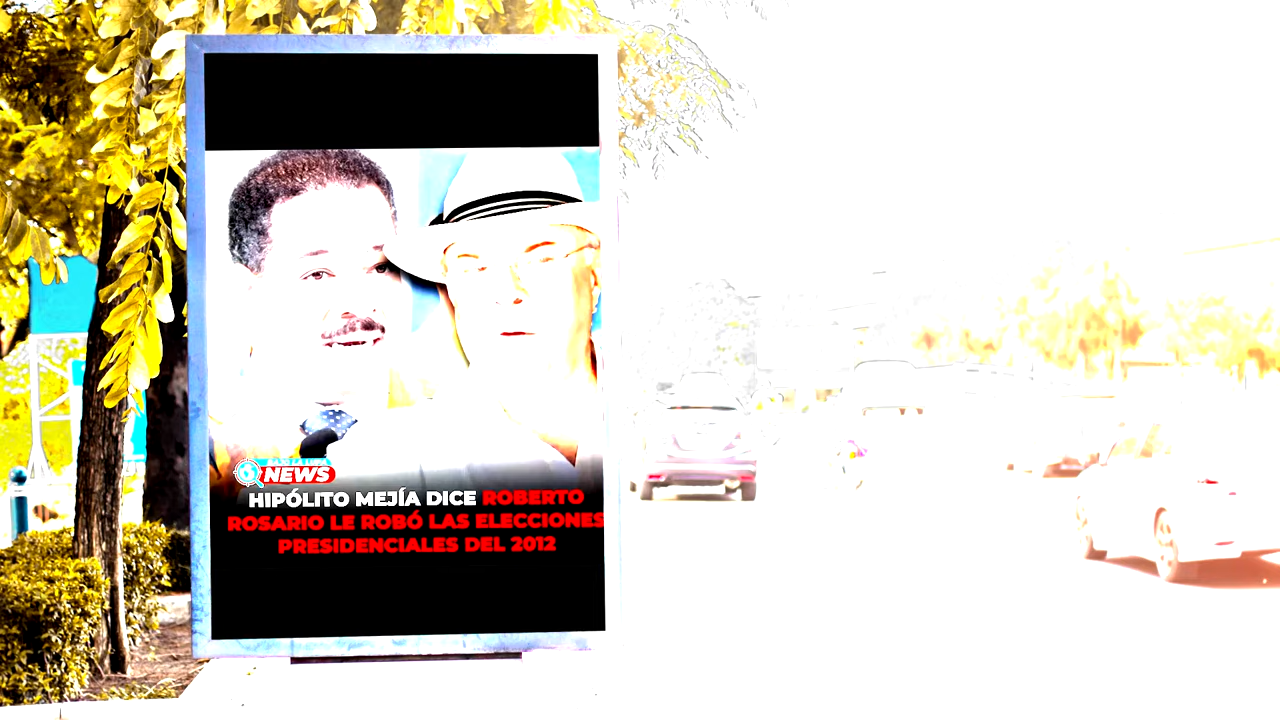 NEWS
HIPÓLITO MEJÍA DICE ROBERTO
ROSARIO LE ROBÓ LAS ELECCIONES
PRESIDENCIALES DEL 2012